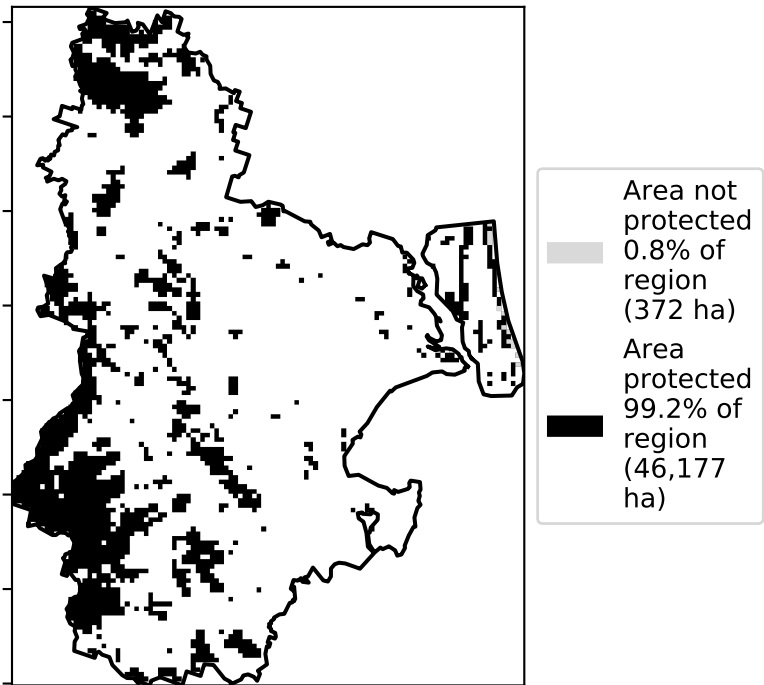 Area not
protected
0.8% of
region
(372 ha)
Area
protected
99.2% of
region
(46,177
ha)